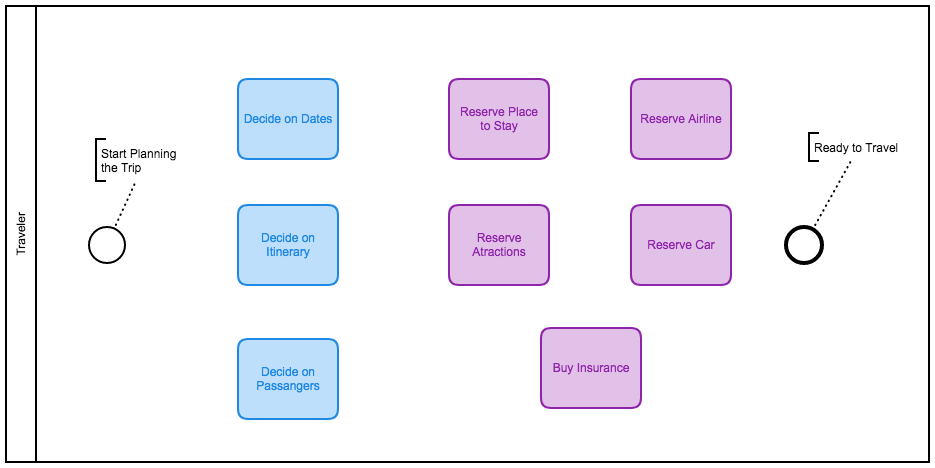 Traveler
Start Planning
the Trip
Decide on Dates
Decide on
Itinerary
Decide on
Passangers
Reserve Place
to Stay
Reserve Airline
Reserve
Atractions
Reserve Car
Buy Insurance
Ready to Travel